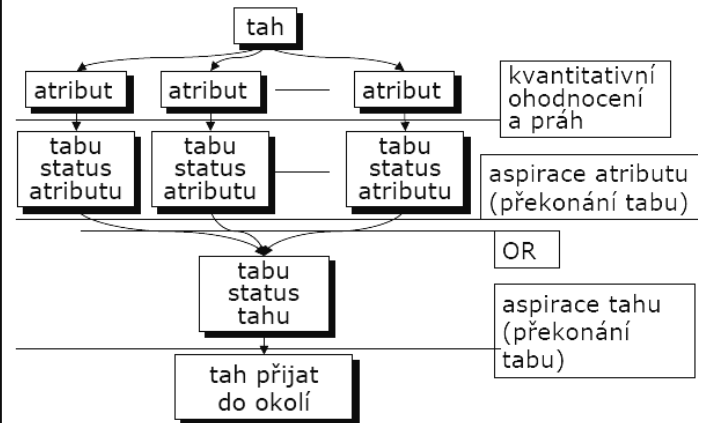 tah
atribut
atribut
atribut
kvantitativní
ohodnocení
a práh
tabu
status
atributu
tabu
status
atributu
tabu
status
atributu
aspirace atributu
(překonání tabu)
OR
tabu
status
tahu
aspirace tahu
(překonání
tabu)
tah přijat
do okolí